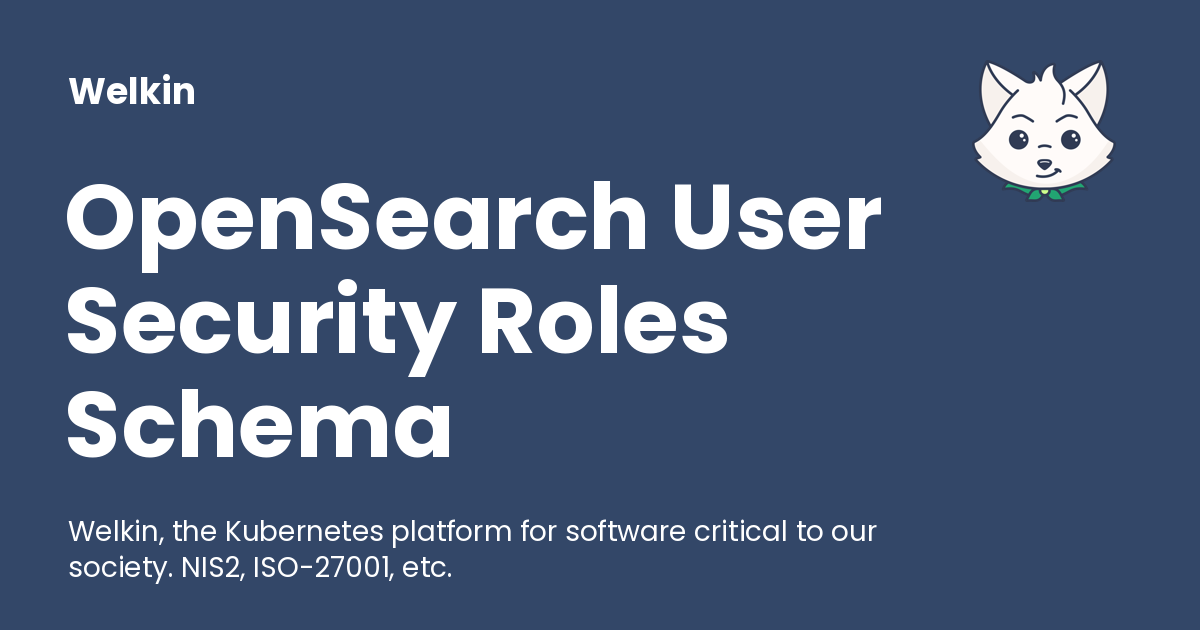 Welkin
OpenSearch User
Security Roles
Schema
Welkin, the Kubernetes platform for software critical to our
society. NIS2, ISO-27001, etc.